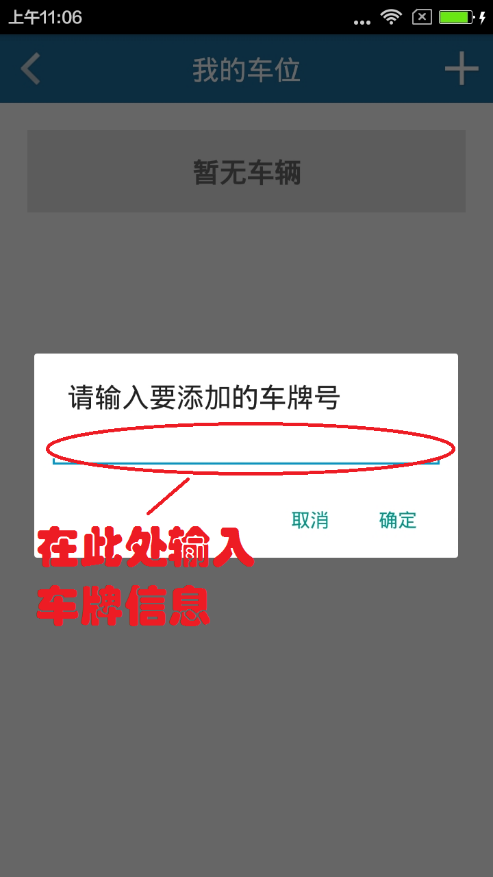 上午11:06
我的车位
暂无车辆
请输入要添加的车牌号
取消 确定
在此处输入
车牌信息